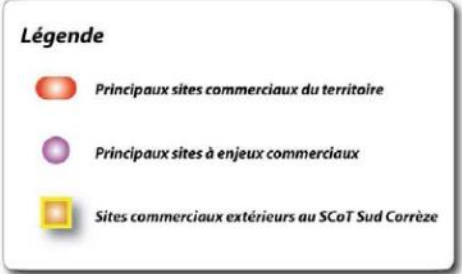 Légende
Principaux sites commerciaux du territoire
Principaux sites à enjeux commerciaux
Sites commerciaux extérieurs au SCoT Sud Corrèze